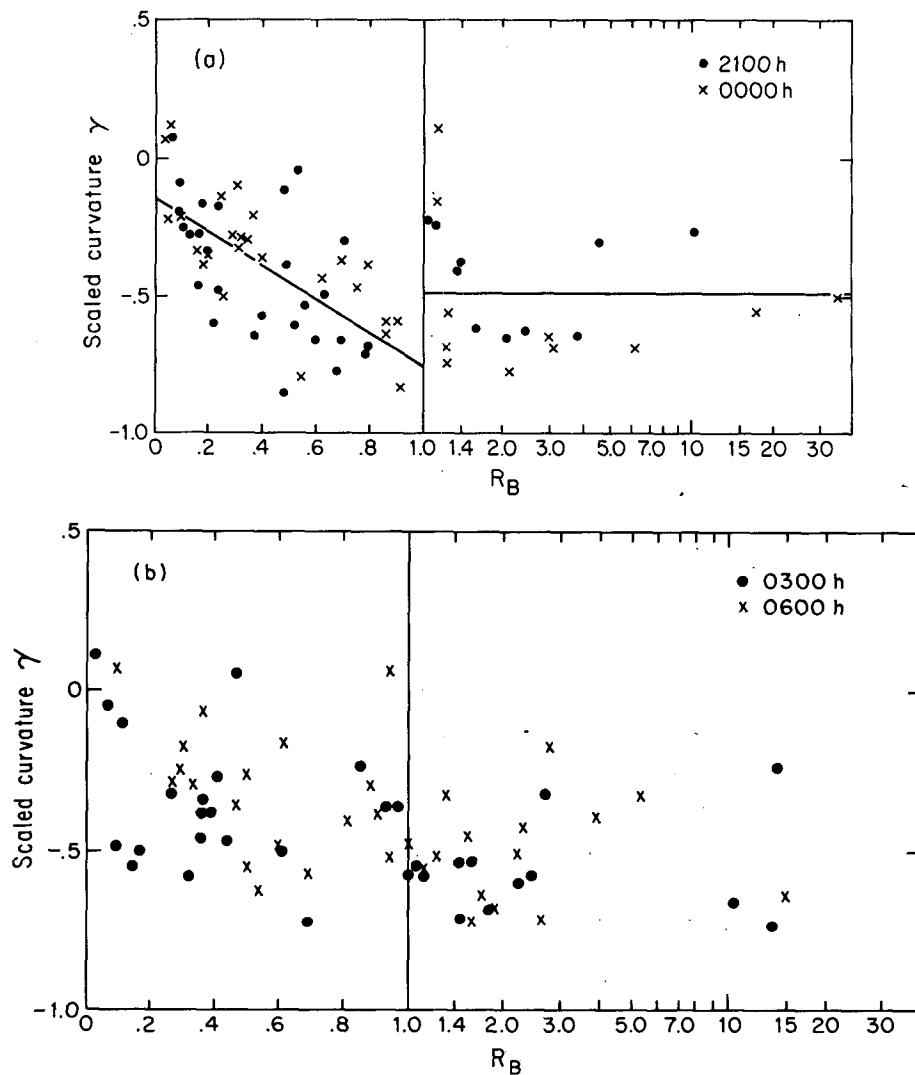 .5
(a)
● 2100 h
× 0000 h
0
Scaled curvature γ
-.5
-1.0
0 .2 .4 .6 .8 1.0 1.4 2.0 3.0 5.0 7.0 10 15 20 30
R_B
.5
(b)
● 0300 h
x 0600 h
0
Scaled curvature γ
-.5
-1.0
0 .2 .4 .6 .8 1.0 1.4 2.0 3.0 5.0 7.0 10 15 20 30
R_B